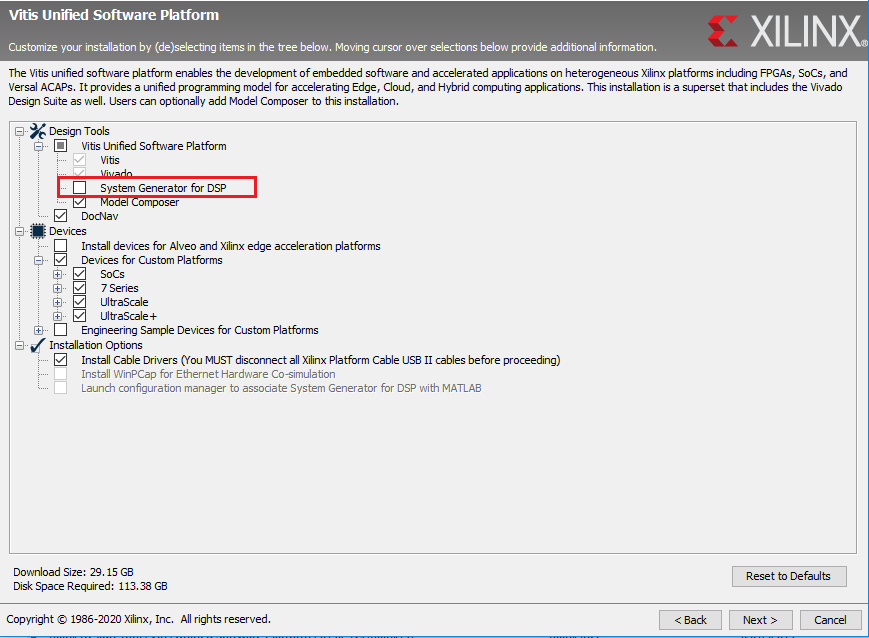 Vitis Unified Software Platform
Customize your installation by (de)selecting items in the tree below. Moving cursor over selections below provide additional information.
XILINX®
The Vitis unified software platform enables the development of embedded software and accelerated applications on heterogeneous Xilinx platforms including FPGAs, SoCs, and
Versal ACAPs. It provides a unified programming model for accelerating Edge, Cloud, and Hybrid computing applications. This installation is a superset that includes the Vivado
Design Suite as well. Users can optionally add Model Composer to this installation.
Design Tools
Vitis Unified Software Platform
Vitis
Vivado
System Generator for DSP
Model Composer
DocNav
Devices
Install devices for Alveo and Xilinx edge acceleration platforms
Devices for Custom Platforms
SoCs
7 Series
UltraScale
UltraScale+
Engineering Sample Devices for Custom Platforms
Installation Options
Install Cable Drivers (You MUST disconnect all Xilinx Platform Cable USB II cables before proceeding)
Install WinPCap for Ethernet Hardware Co-simulation
Launch configuration manager to associate System Generator for DSP with MATLAB
Download Size: 29.15 GB
Disk Space Required: 113.38 GB
Reset to Defaults
Copyright © 1986-2020 Xilinx, Inc. All rights reserved.
< Back
Next >
Cancel